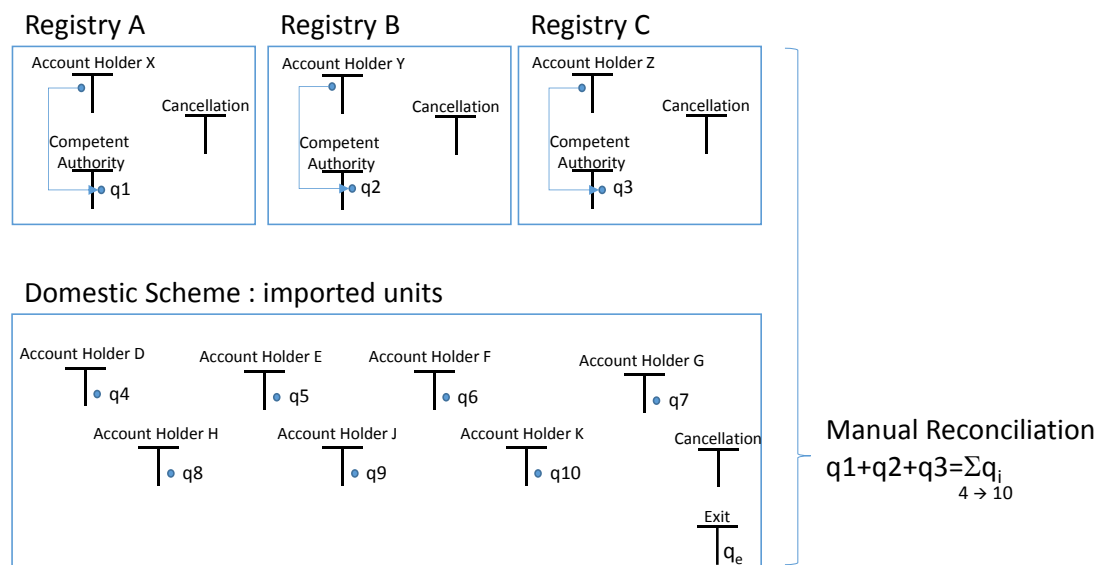 Registry A
Registry B
Registry C
Account Holder X
Account Holder Y
Account Holder Z
Cancellation
Cancellation
Cancellation
Competent
Authority
q1
Competent
Authority
q2
Competent
Authority
q3
Domestic Scheme : imported units
Account Holder D
Account Holder E
Account Holder F
Account Holder G
q4
q5
q6
q7
Account Holder H
Account Holder J
Account Holder K
Cancellation
q8
q9
q10
Exit
qe
Manual Reconciliation
q1+q2+q3=Σqi
4 → 10